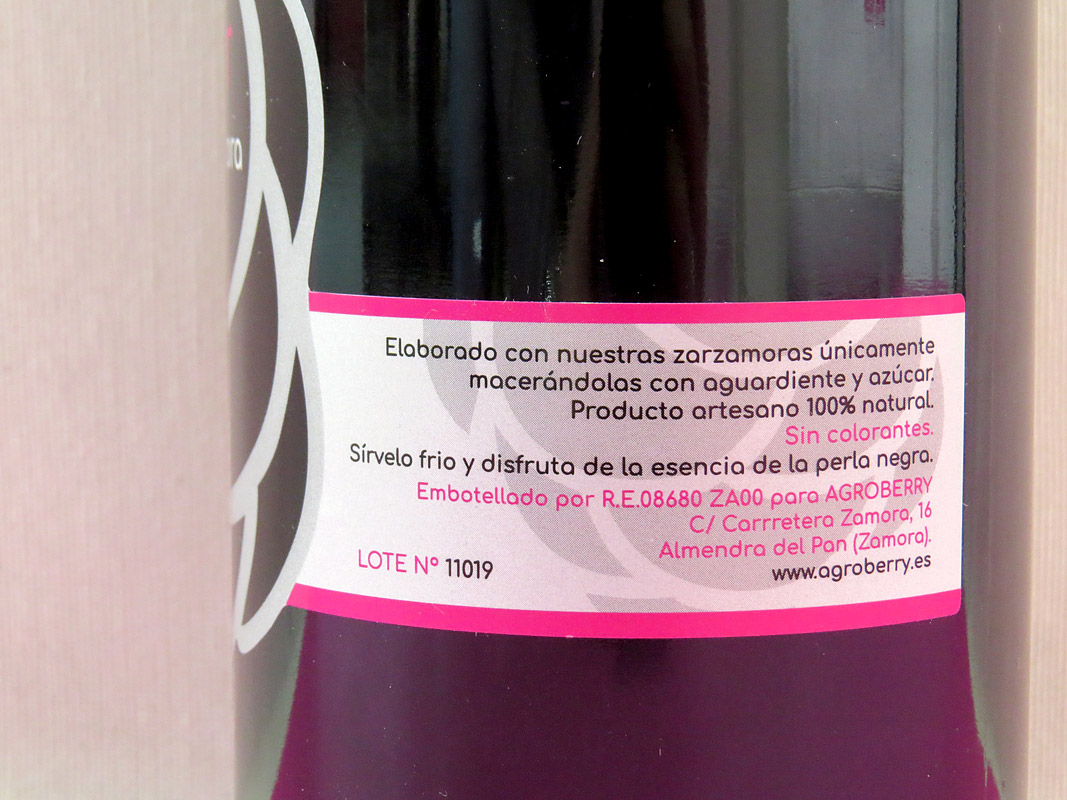 Elaborado con nuestras zarzamoras únicamente
macerándolas con aguardiente y azúcar.
Producto artesano 100% natural.
Sin colorantes.
Sírvelo frio y disfruta de la esencia de la perla negra.
Embotellado por R.E.08680 ZA00 para AGROBERRY
C/ Carrretera Zamora, 16
Almendra del Pan (Zamora).
www.agroberry.es
LOTE Nº 11019